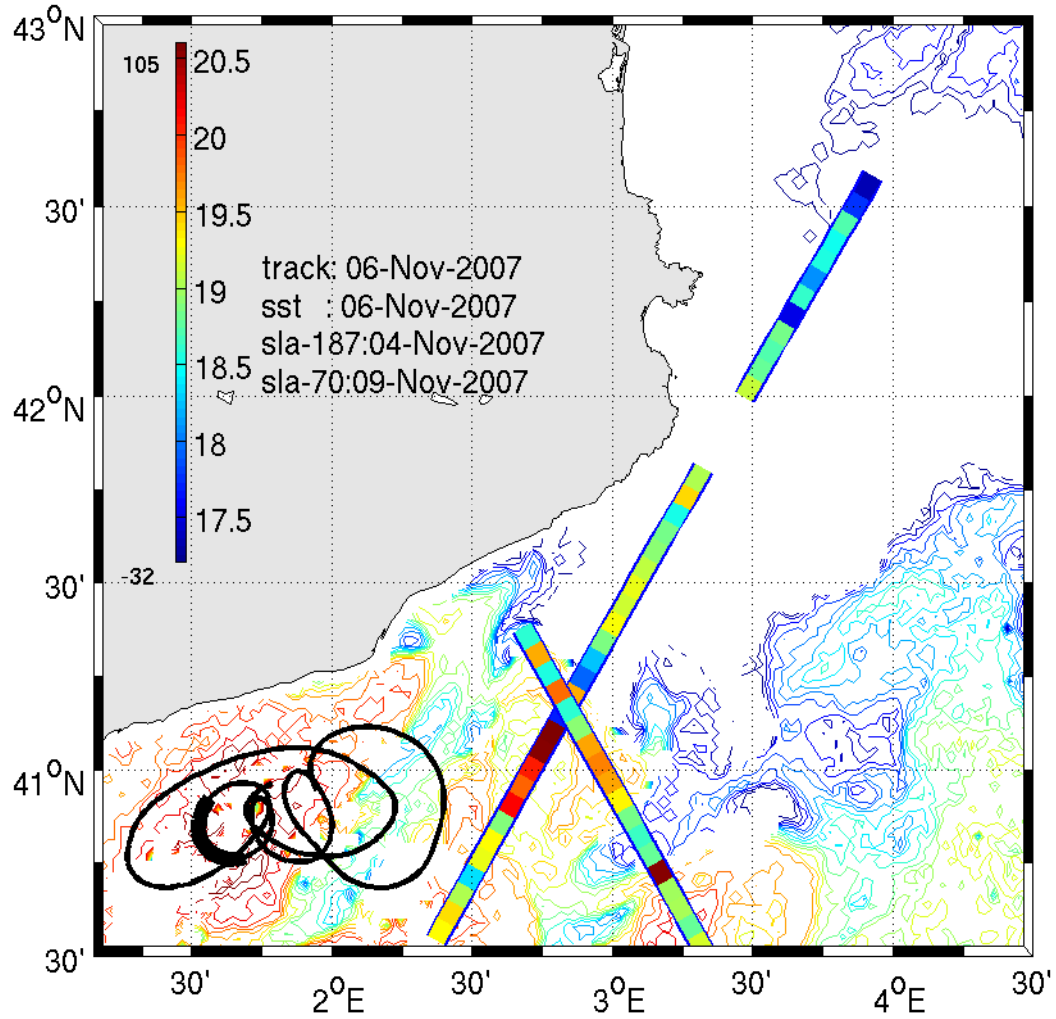 43°N
105
20.5
20
30'
19.5
track: 06-Nov-2007
19
sst : 06-Nov-2007
sla-187:04-Nov-2007
18.5
sla-70:09-Nov-2007
42°N
18
17.5
-32
30'
41°N
30'
30' 2°E 30' 3°E 30' 4°E 30'